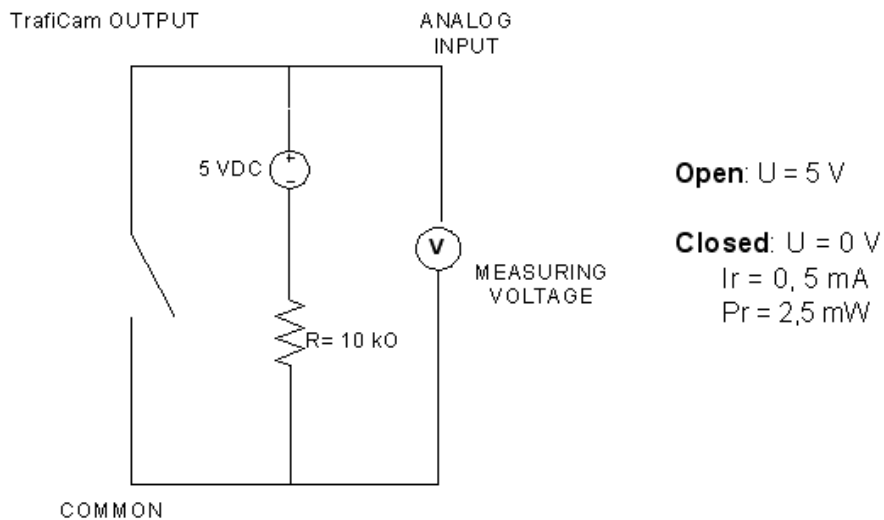 TrafiCam OUTPUT
ANALOG
INPUT
5 VDC
+
−
V
MEASURING
VOLTAGE
R= 10 kO
COMMON
Open: U = 5 V
Closed: U = 0 V
Ir = 0, 5 mA
Pr = 2,5 mW